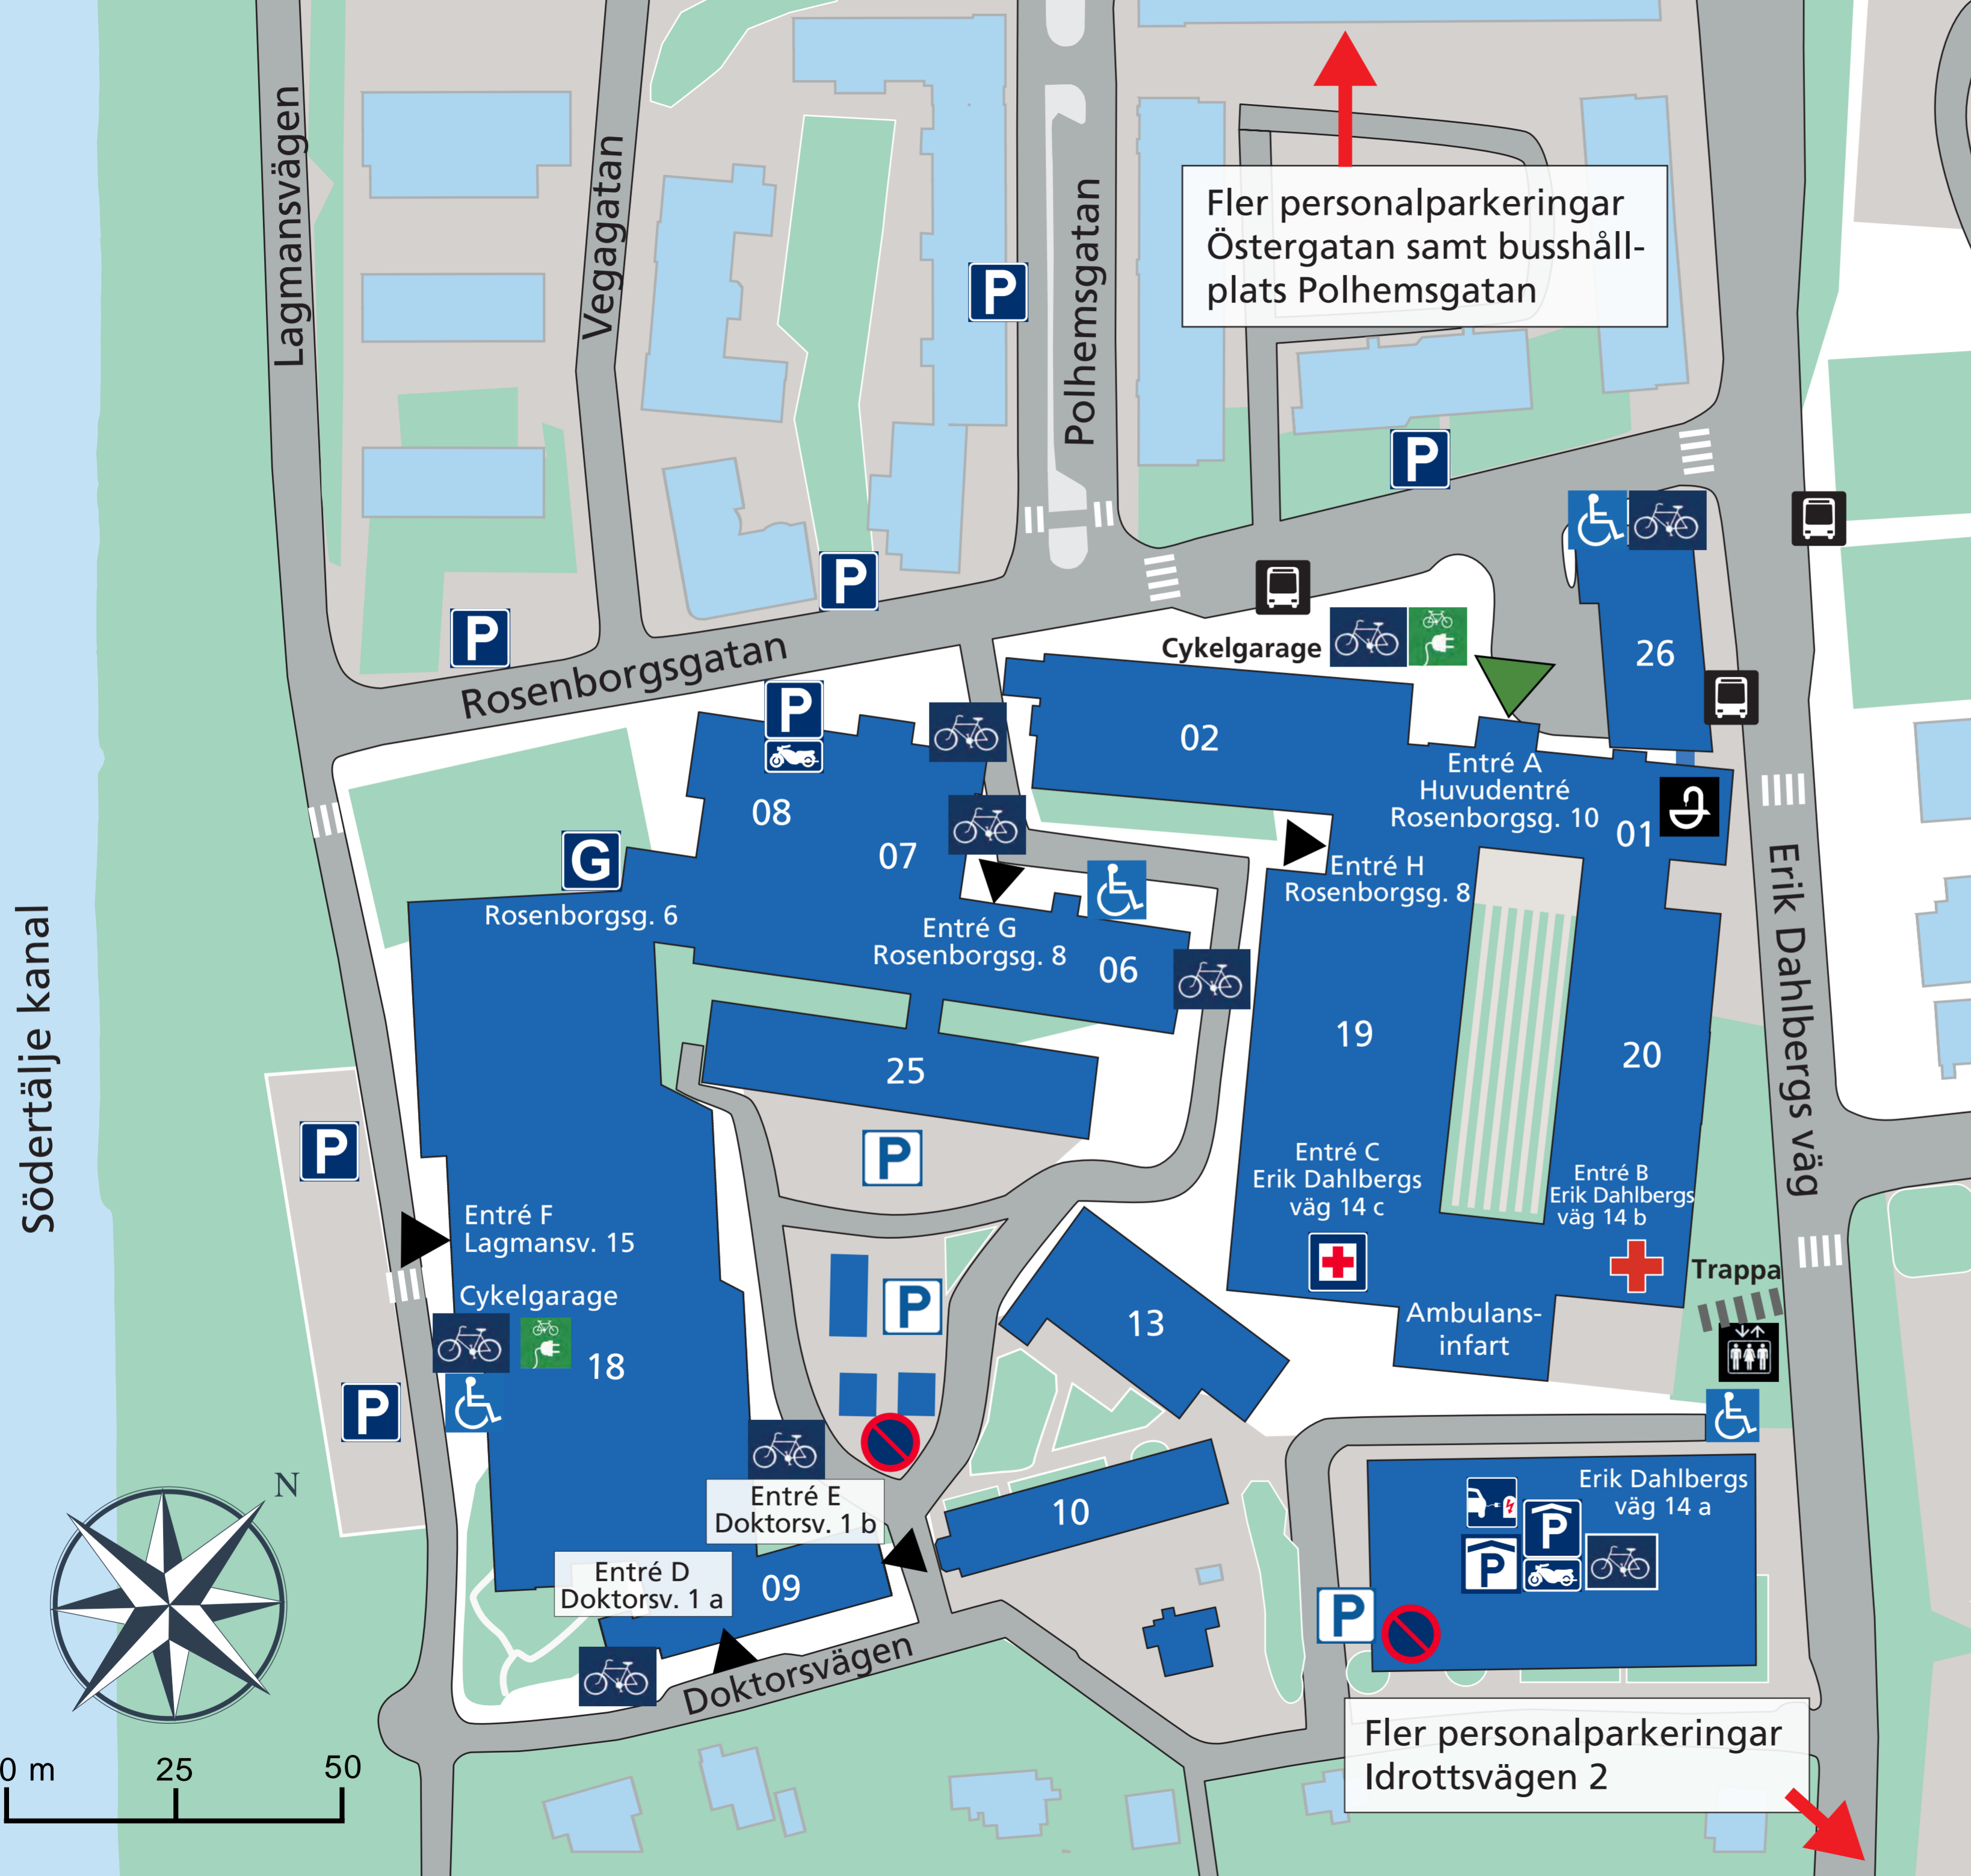 Lagmansvägen
Vegagatan
Polhemsgatan
Fler personalparkeringar
Östergatan samt busshåll-
plats Polhemsgatan
P
P
P
P
Rosenborgsgatan
Cykelgarage
26
P
02
08
07
Entré A
Huvudentré
Rosenborgsg. 10
01
G
Rosenborgsg. 6
Entré H
Rosenborgsg. 8
Entré G
Rosenborgsg. 8
06
Erik Dahlbergs väg
Södertälje kanal
19
20
25
P
P
Entré C
Erik Dahlbergs
väg 14 c
Entré B
Erik Dahlbergs
väg 14 b
Entré F
Lagmansv. 15
Cykelgarage
18
P
P
13
Ambulans-
infart
Trappa
N
Entré E
Doktorsv. 1 b
10
Erik Dahlbergs
väg 14 a
P
P
Entré D
Doktorsv. 1 a
09
P
Doktorsvägen
Fler personalparkeringar
Idrottsvägen 2
0 m
25
50